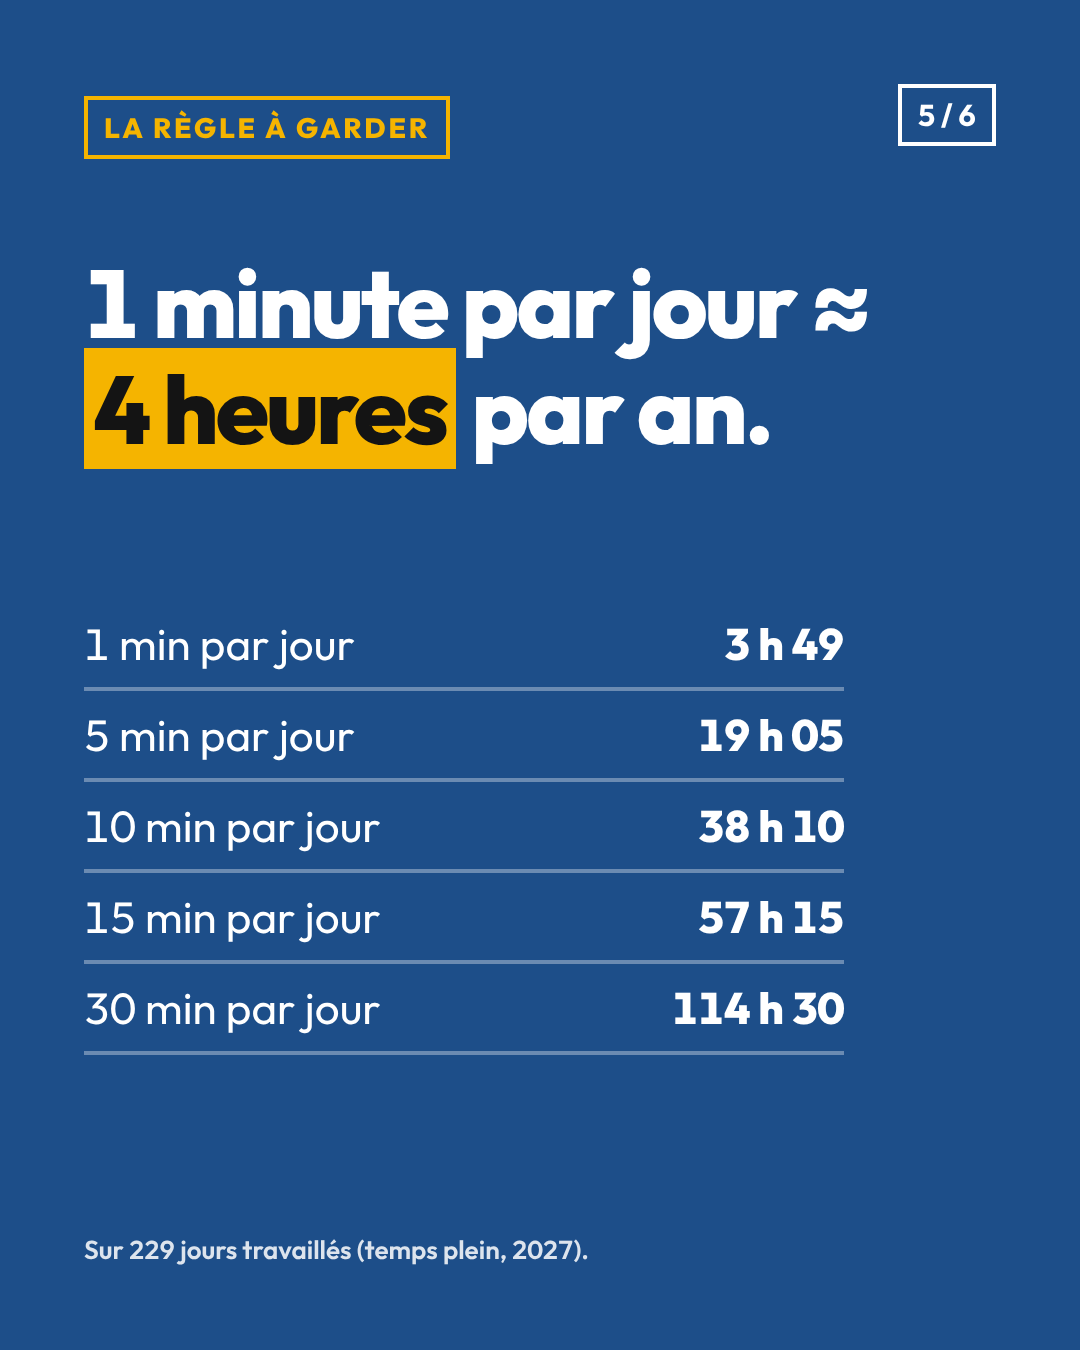 LA RÈGLE À GARDER
5 / 6
1 minute par jour ≈
4 heures par an.
1 min par jour 3 h 49
5 min par jour 19 h 05
10 min par jour 38 h 10
15 min par jour 57 h 15
30 min par jour 114 h 30
Sur 229 jours travaillés (temps plein, 2027).